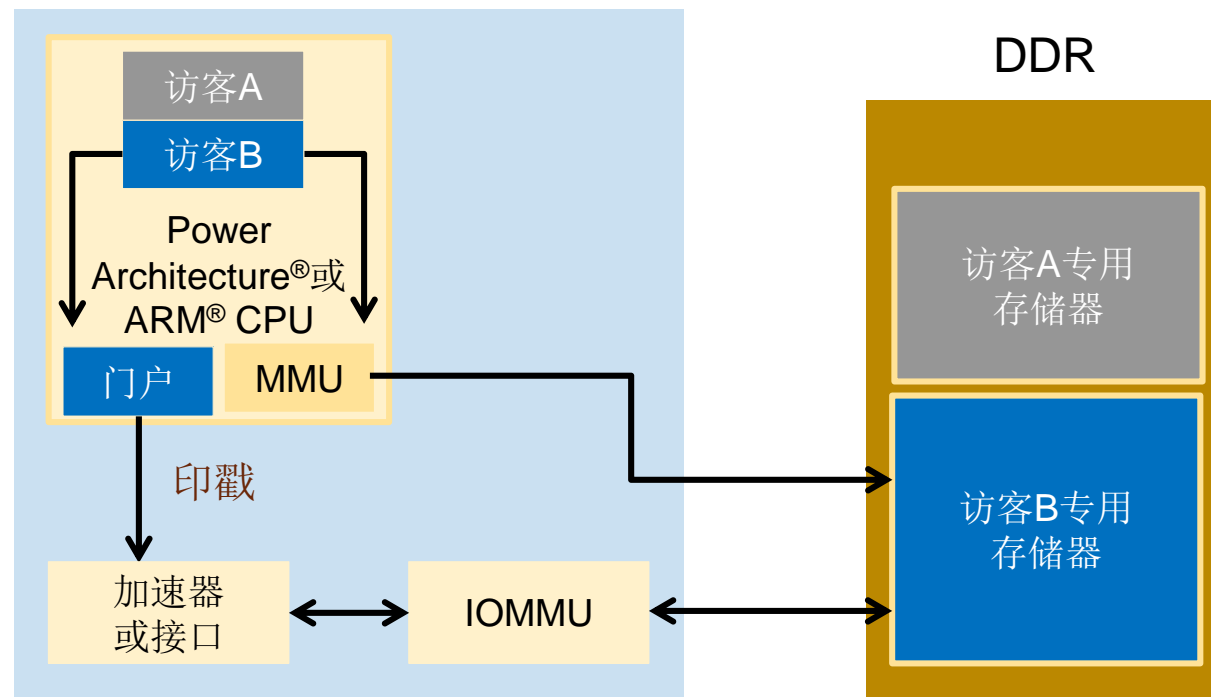 访客A
访客B
Power
Architecture®或
ARM® CPU
门户
MMU
印戳
加速器
或接口
IOMMU
DDR
访客A专用
存储器
访客B专用
存储器